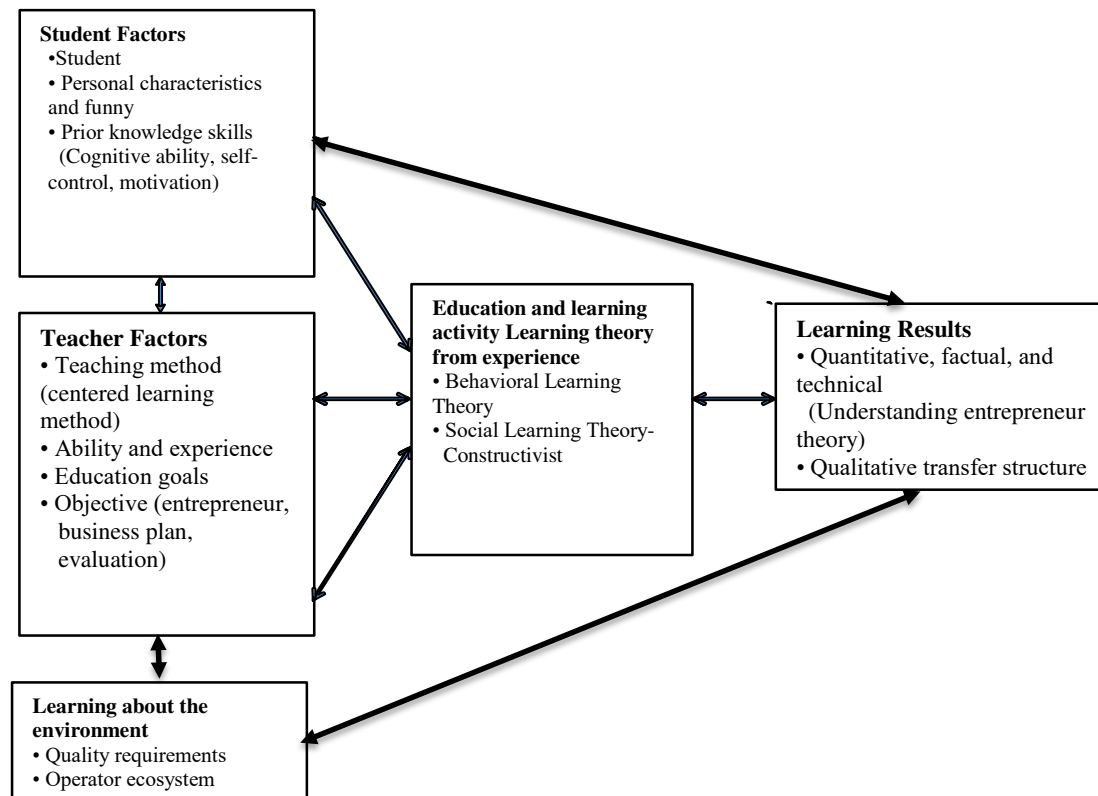 Student Factors
•Student
• Personal characteristics
and funny
• Prior knowledge skills
(Cognitive ability, self-
control, motivation)
Teacher Factors
• Teaching method
(centered learning
method)
• Ability and experience
• Education goals
• Objective (entrepreneur,
business plan,
evaluation)
Learning about the
environment
• Quality requirements
• Operator ecosystem
Education and learning
activity Learning theory
from experience
• Behavioral Learning
Theory
• Social Learning Theory-
Constructivist
Learning Results
• Quantitative, factual, and
technical
(Understanding entrepreneur
theory)
• Qualitative transfer structure